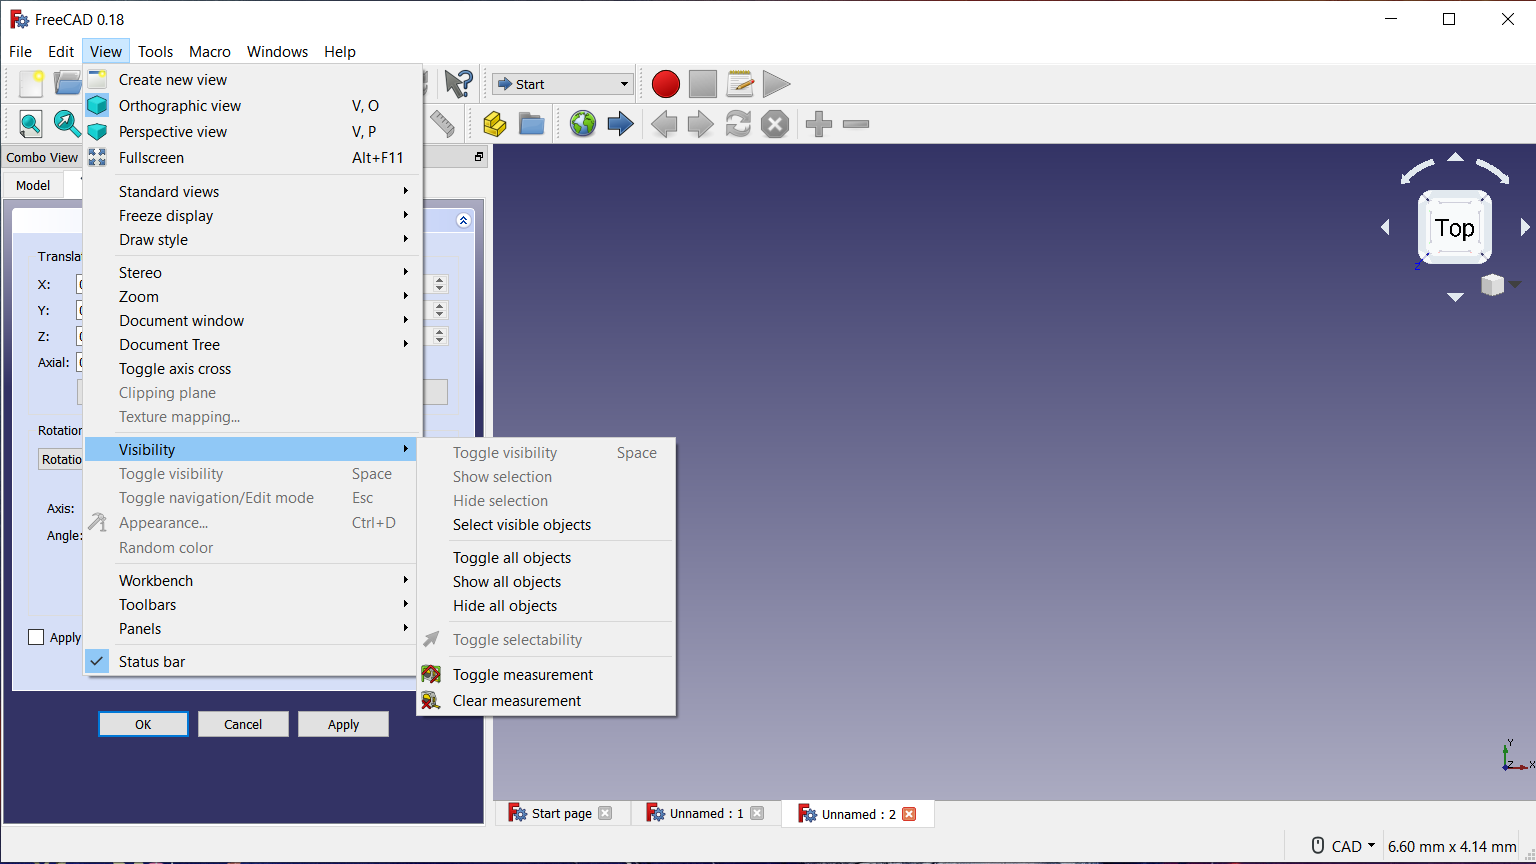 FreeCAD 0.18
File Edit View Tools Macro Windows Help
Start
Combo View
Model
Create new view
Orthographic view V, O
Perspective view V, P
Fullscreen Alt+F11
Standard views
Freeze display
Draw style
Stereo
Zoom
Document window
Document Tree
Toggle axis cross
Clipping plane
Texture mapping...
Visibility
Toggle visibility Space
Toggle navigation/Edit mode Esc
Appearance... Ctrl+D
Random color
Workbench
Toolbars
Panels
Status bar
Toggle visibility Space
Show selection
Hide selection
Select visible objects
Toggle all objects
Show all objects
Hide all objects
Toggle selectability
Toggle measurement
Clear measurement
X:
Y:
Z:
Axial:
Axis:
Angle:
Apply
OK Cancel Apply
Top
Z
Y
Z X
Start page Unnamed : 1 Unnamed : 2
CAD 6.60 mm x 4.14 mm